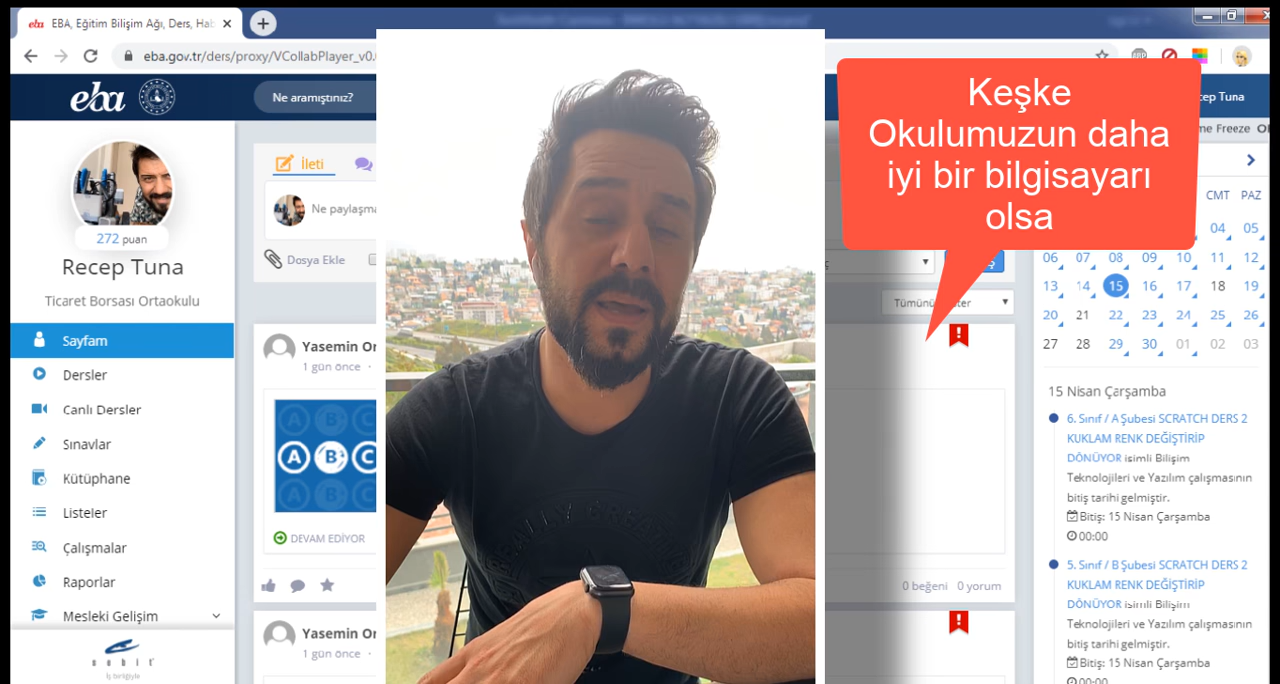 eba EBA, Eğitim Bilişim Ağı, Ders, Hab
eba.gov.tr/ders/proxy/VCollabPlayer_v0.
eba
Ne aramıştınız?
cep Tuna
Keşke
Okulumuzun daha
iyi bir bilgisayarı
olsa
me Freeze
272 puan
Recep Tuna
Ticaret Borsası Ortaokulu
Sayfam
Dersler
Canlı Dersler
Sınavlar
Kütüphane
Listeler
Çalışmalar
Raporlar
Mesleki Gelişim
sebit
iş birliğiyle
İleti
Ne paylaşma
Dosya Ekle
Yasemin Or
1 gün önce
A B C
A B C
A B C
DEVAM EDİYOR
0 beğeni 0 yorum
Yasemin Or
1 gün önce
CMT PAZ
04 05
06 07 08 09 10 11 12
13 14 15 16 17 18 19
20 21 22 23 24 25 26
27 28 29 30 01 02 03
15 Nisan Çarşamba
6. Sınıf / A Şubesi SCRATCH DERS 2
KUKLAM RENK DEĞİŞTİRİP
DÖNÜYOR isimli Bilişim
Teknolojileri ve Yazılım çalışmasının
bitiş tarihi gelmiştir.
Bitiş: 15 Nisan Çarşamba
00:00
5. Sınıf / B Şubesi SCRATCH DERS 2
KUKLAM RENK DEĞİŞTİRİP
DÖNÜYOR isimli Bilişim
Teknolojileri ve Yazılım çalışmasının
bitiş tarihi gelmiştir.
Bitiş: 15 Nisan Çarşamba
00:00